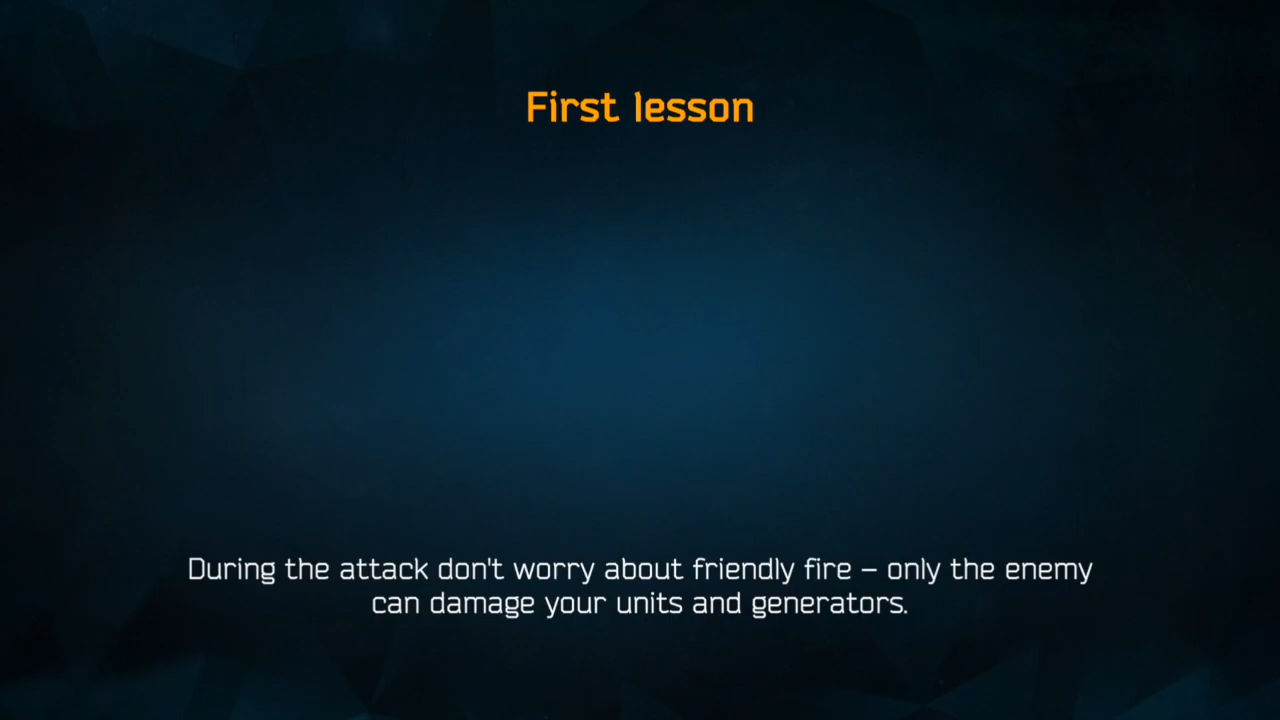 First lesson
During the attack don't worry about friendly fire – only the enemy
can damage your units and generators.